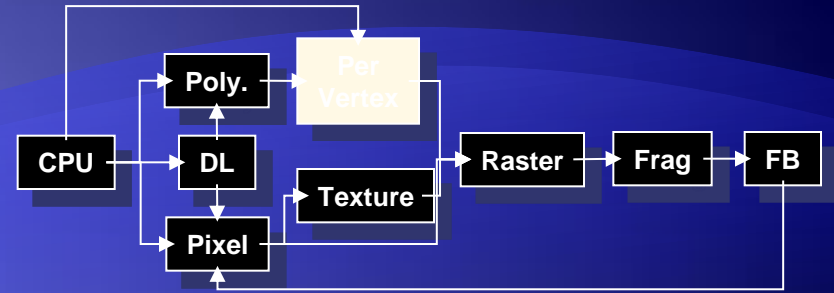 Per
Vertex
Poly.
CPU
DL
Raster
Frag
FB
Texture
Pixel